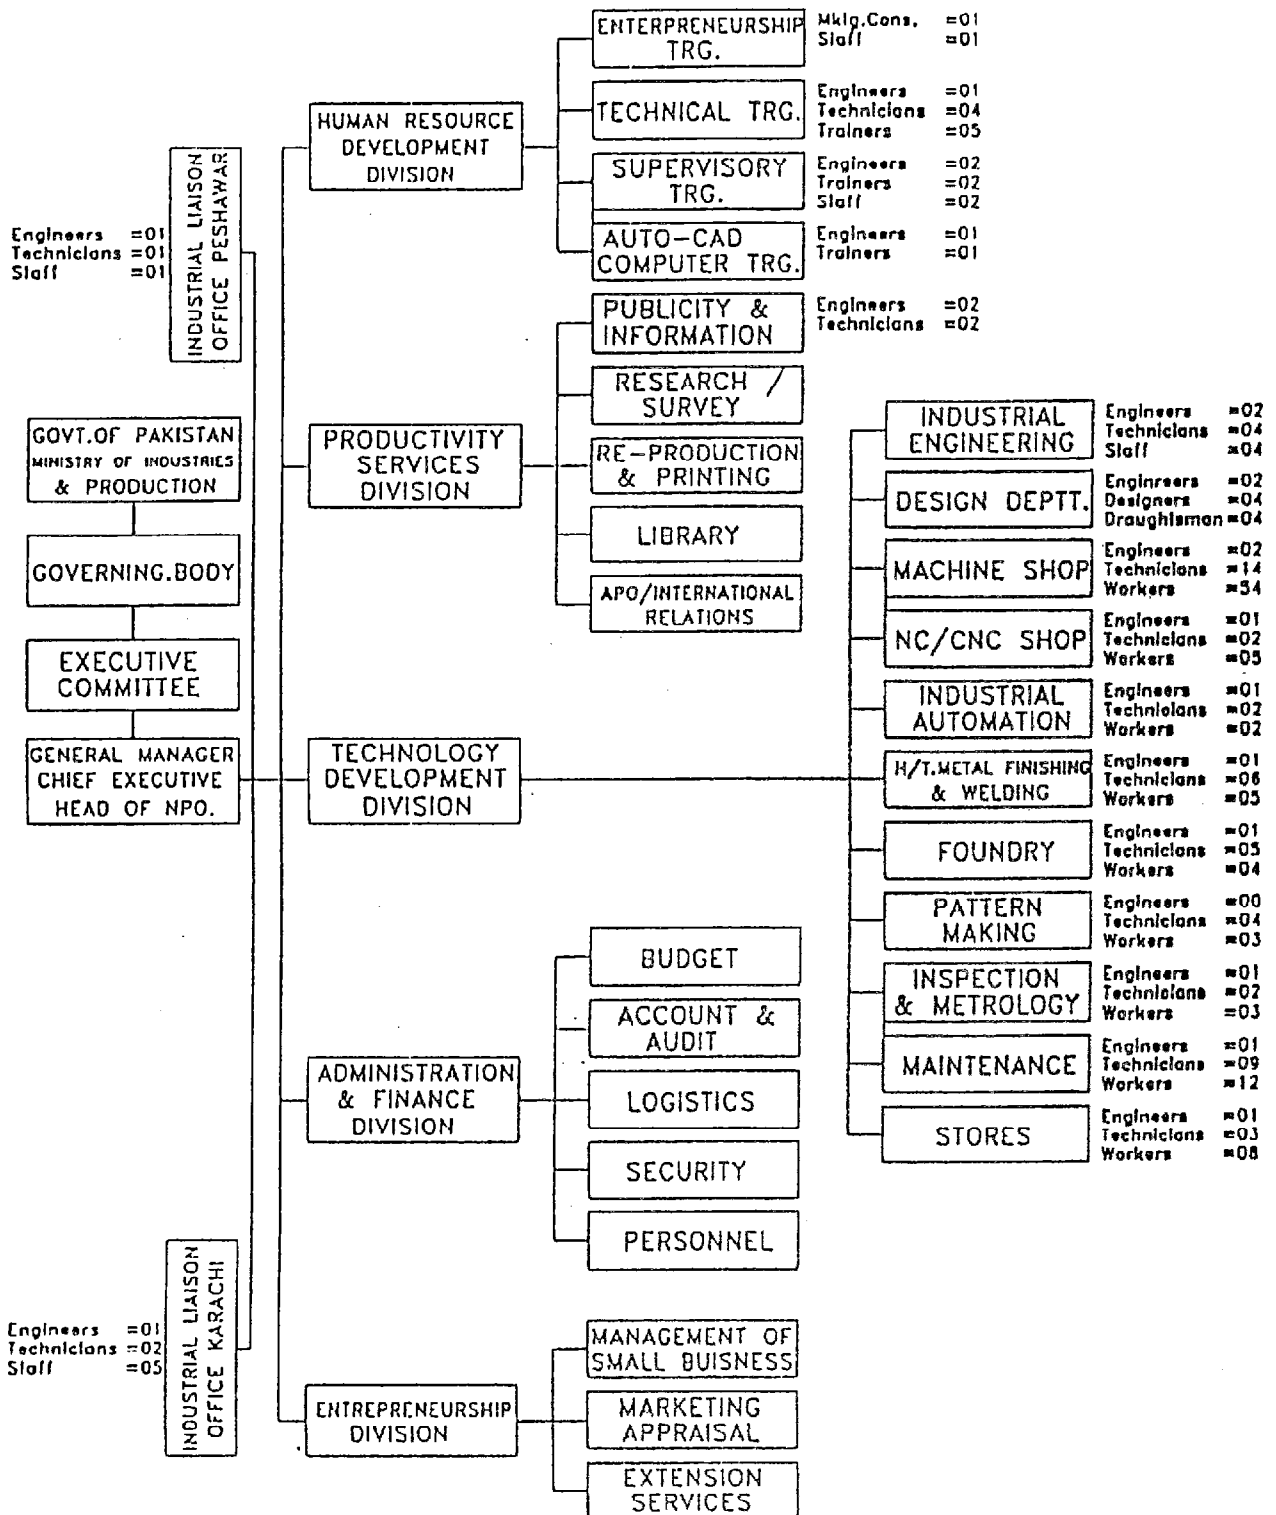 ENTERPRENEURSHIP
TRG.
Mktg.Cons. =01
Staff =01
TECHNICAL TRG.
Engineers =01
Technicians =04
Trainers =05
HUMAN RESOURCE
DEVELOPMENT
DIVISION
SUPERVISORY
TRG.
Engineers =02
Trainers =02
Staff =02
AUTO-CAD
COMPUTER TRG.
Engineers =01
Trainers =01
INDUSTRIAL LIAISON
OFFICE PESHAWAR
Engineers =01
Technicians =01
Staff =01
PUBLICITY &
INFORMATION
Engineers =02
Technicians =02
RESEARCH /
SURVEY
PRODUCTIVITY
SERVICES
DIVISION
RE-PRODUCTION
& PRINTING
LIBRARY
APO/INTERNATIONAL
RELATIONS
GOVT.OF PAKISTAN
MINISTRY OF INDUSTRIES
& PRODUCTION
GOVERNING.BODY
EXECUTIVE
COMMITTEE
GENERAL MANAGER
CHIEF EXECUTIVE
HEAD OF NPO.
TECHNOLOGY
DEVELOPMENT
DIVISION
INDUSTRIAL
ENGINEERING
Engineers =02
Technicians =04
Staff =04
DESIGN DEPTT.
Enginreers =02
Designers =04
Draughtsman =04
MACHINE SHOP
Engineers =02
Technicians =14
Workers =54
NC/CNC SHOP
Engineers =01
Technicians =02
Workers =05
INDUSTRIAL
AUTOMATION
Engineers =01
Technicians =02
Workers =02
H/T.METAL FINISHING
& WELDING
Engineers =01
Technicians =06
Workers =05
FOUNDRY
Engineers =01
Technicians =05
Workers =04
PATTERN
MAKING
Engineers =00
Technicians =04
Workers =03
INSPECTION
& METROLOGY
Engineers =01
Technicians =02
Workers =03
MAINTENANCE
Engineers =01
Technicians =09
Workers =12
STORES
Engineers =01
Technicians =03
Workers =08
BUDGET
ACCOUNT &
AUDIT
ADMINISTRATION
& FINANCE
DIVISION
LOGISTICS
SECURITY
PERSONNEL
INDUSTRIAL LIAISON
OFFICE KARACHI
Engineers =01
Technicians =02
Staff =05
MANAGEMENT OF
SMALL BUISNESS
ENTREPRENEURSHIP
DIVISION
MARKETING
APPRAISAL
EXTENSION
SERVICES